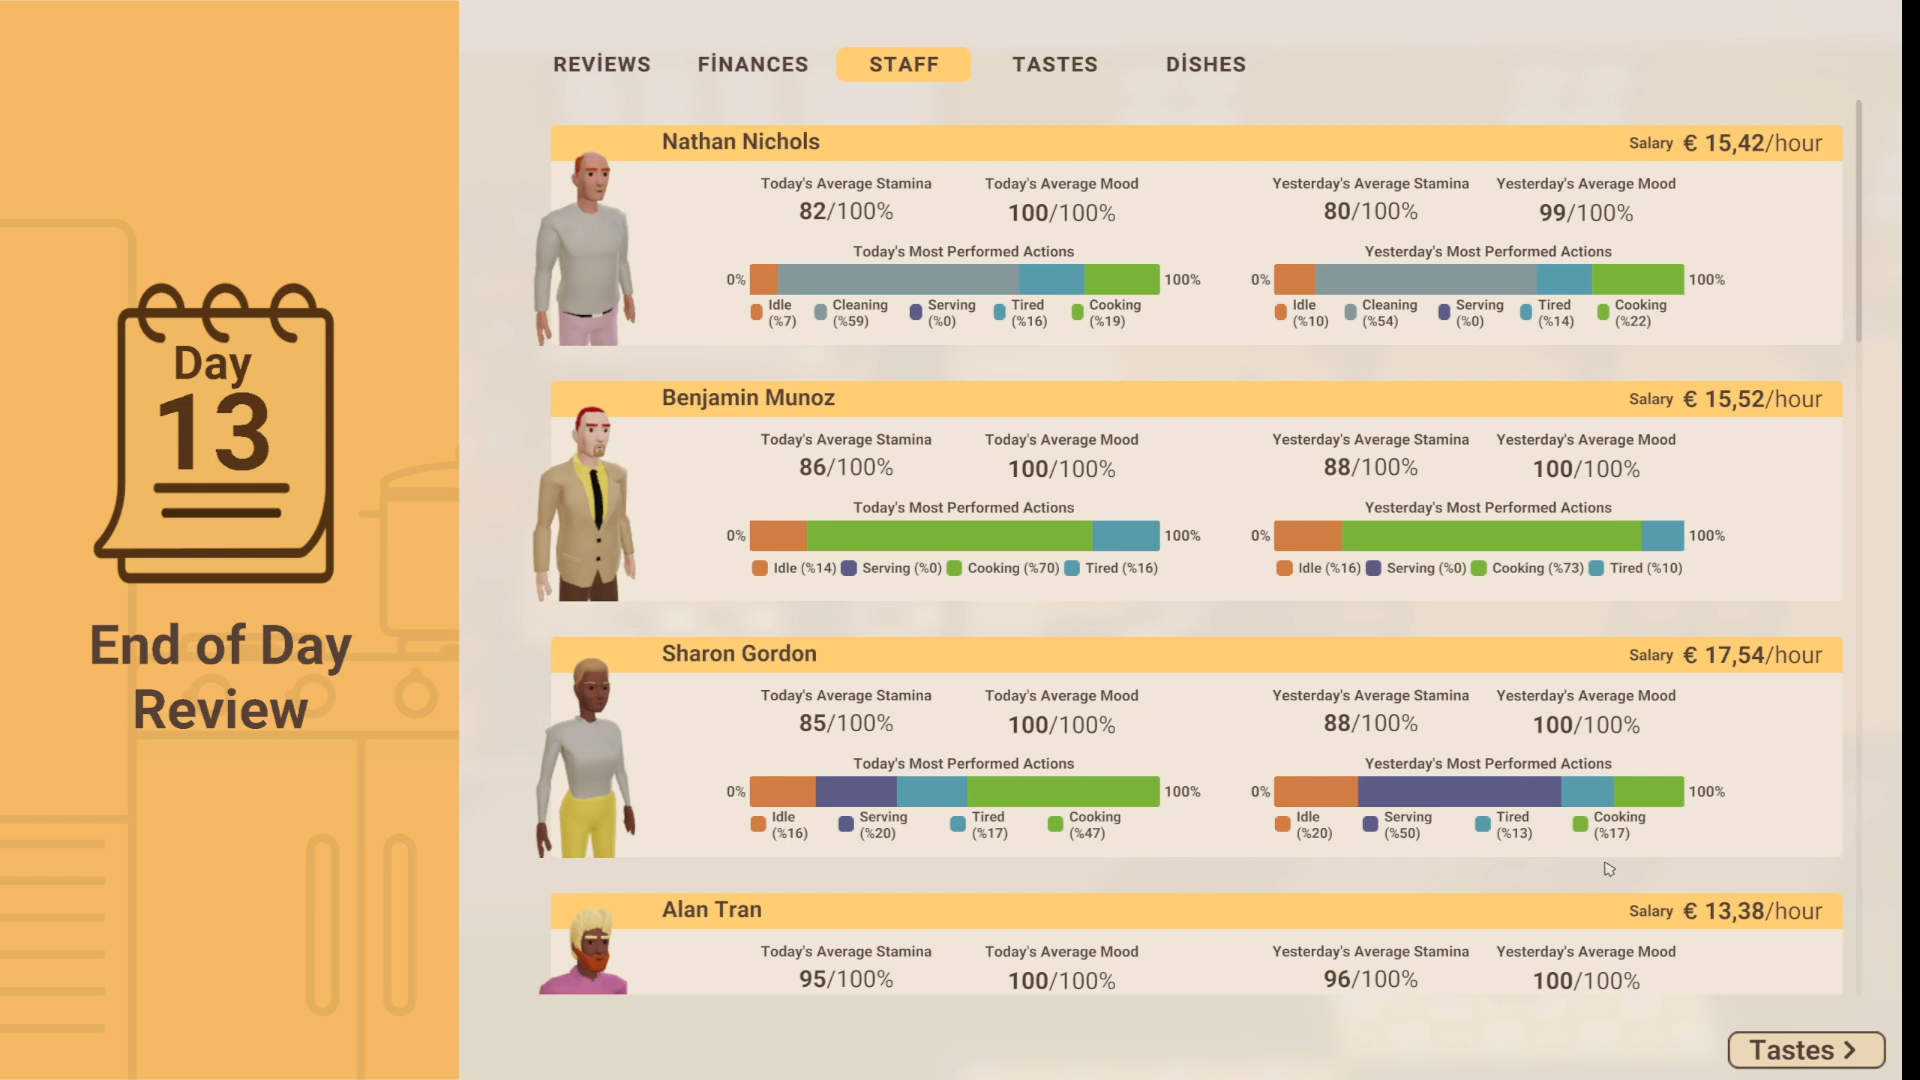 REVİEWS FİNANCES STAFF TASTES DİSHES
Day
13
End of Day
Review
Nathan Nichols Salary € 15,42/hour
Today's Average Stamina Today's Average Mood Yesterday's Average Stamina Yesterday's Average Mood
82/100% 100/100% 80/100% 99/100%
Today's Most Performed Actions Yesterday's Most Performed Actions
0% 100% 0% 100%
Idle Cleaning Serving Tired Cooking Idle Cleaning Serving Tired Cooking
(%7) (%59) (%0) (%16) (%19) (%10) (%54) (%0) (%14) (%22)
Benjamin Munoz Salary € 15,52/hour
Today's Average Stamina Today's Average Mood Yesterday's Average Stamina Yesterday's Average Mood
86/100% 100/100% 88/100% 100/100%
Today's Most Performed Actions Yesterday's Most Performed Actions
0% 100% 0% 100%
Idle (%14) Serving (%0) Cooking (%70) Tired (%16) Idle (%16) Serving (%0) Cooking (%73) Tired (%10)
Sharon Gordon Salary € 17,54/hour
Today's Average Stamina Today's Average Mood Yesterday's Average Stamina Yesterday's Average Mood
85/100% 100/100% 88/100% 100/100%
Today's Most Performed Actions Yesterday's Most Performed Actions
0% 100% 0% 100%
Idle Serving Tired Cooking Idle Serving Tired Cooking
(%16) (%20) (%17) (%47) (%20) (%50) (%13) (%17)
Alan Tran Salary € 13,38/hour
Today's Average Stamina Today's Average Mood Yesterday's Average Stamina Yesterday's Average Mood
95/100% 100/100% 96/100% 100/100%
Tastes